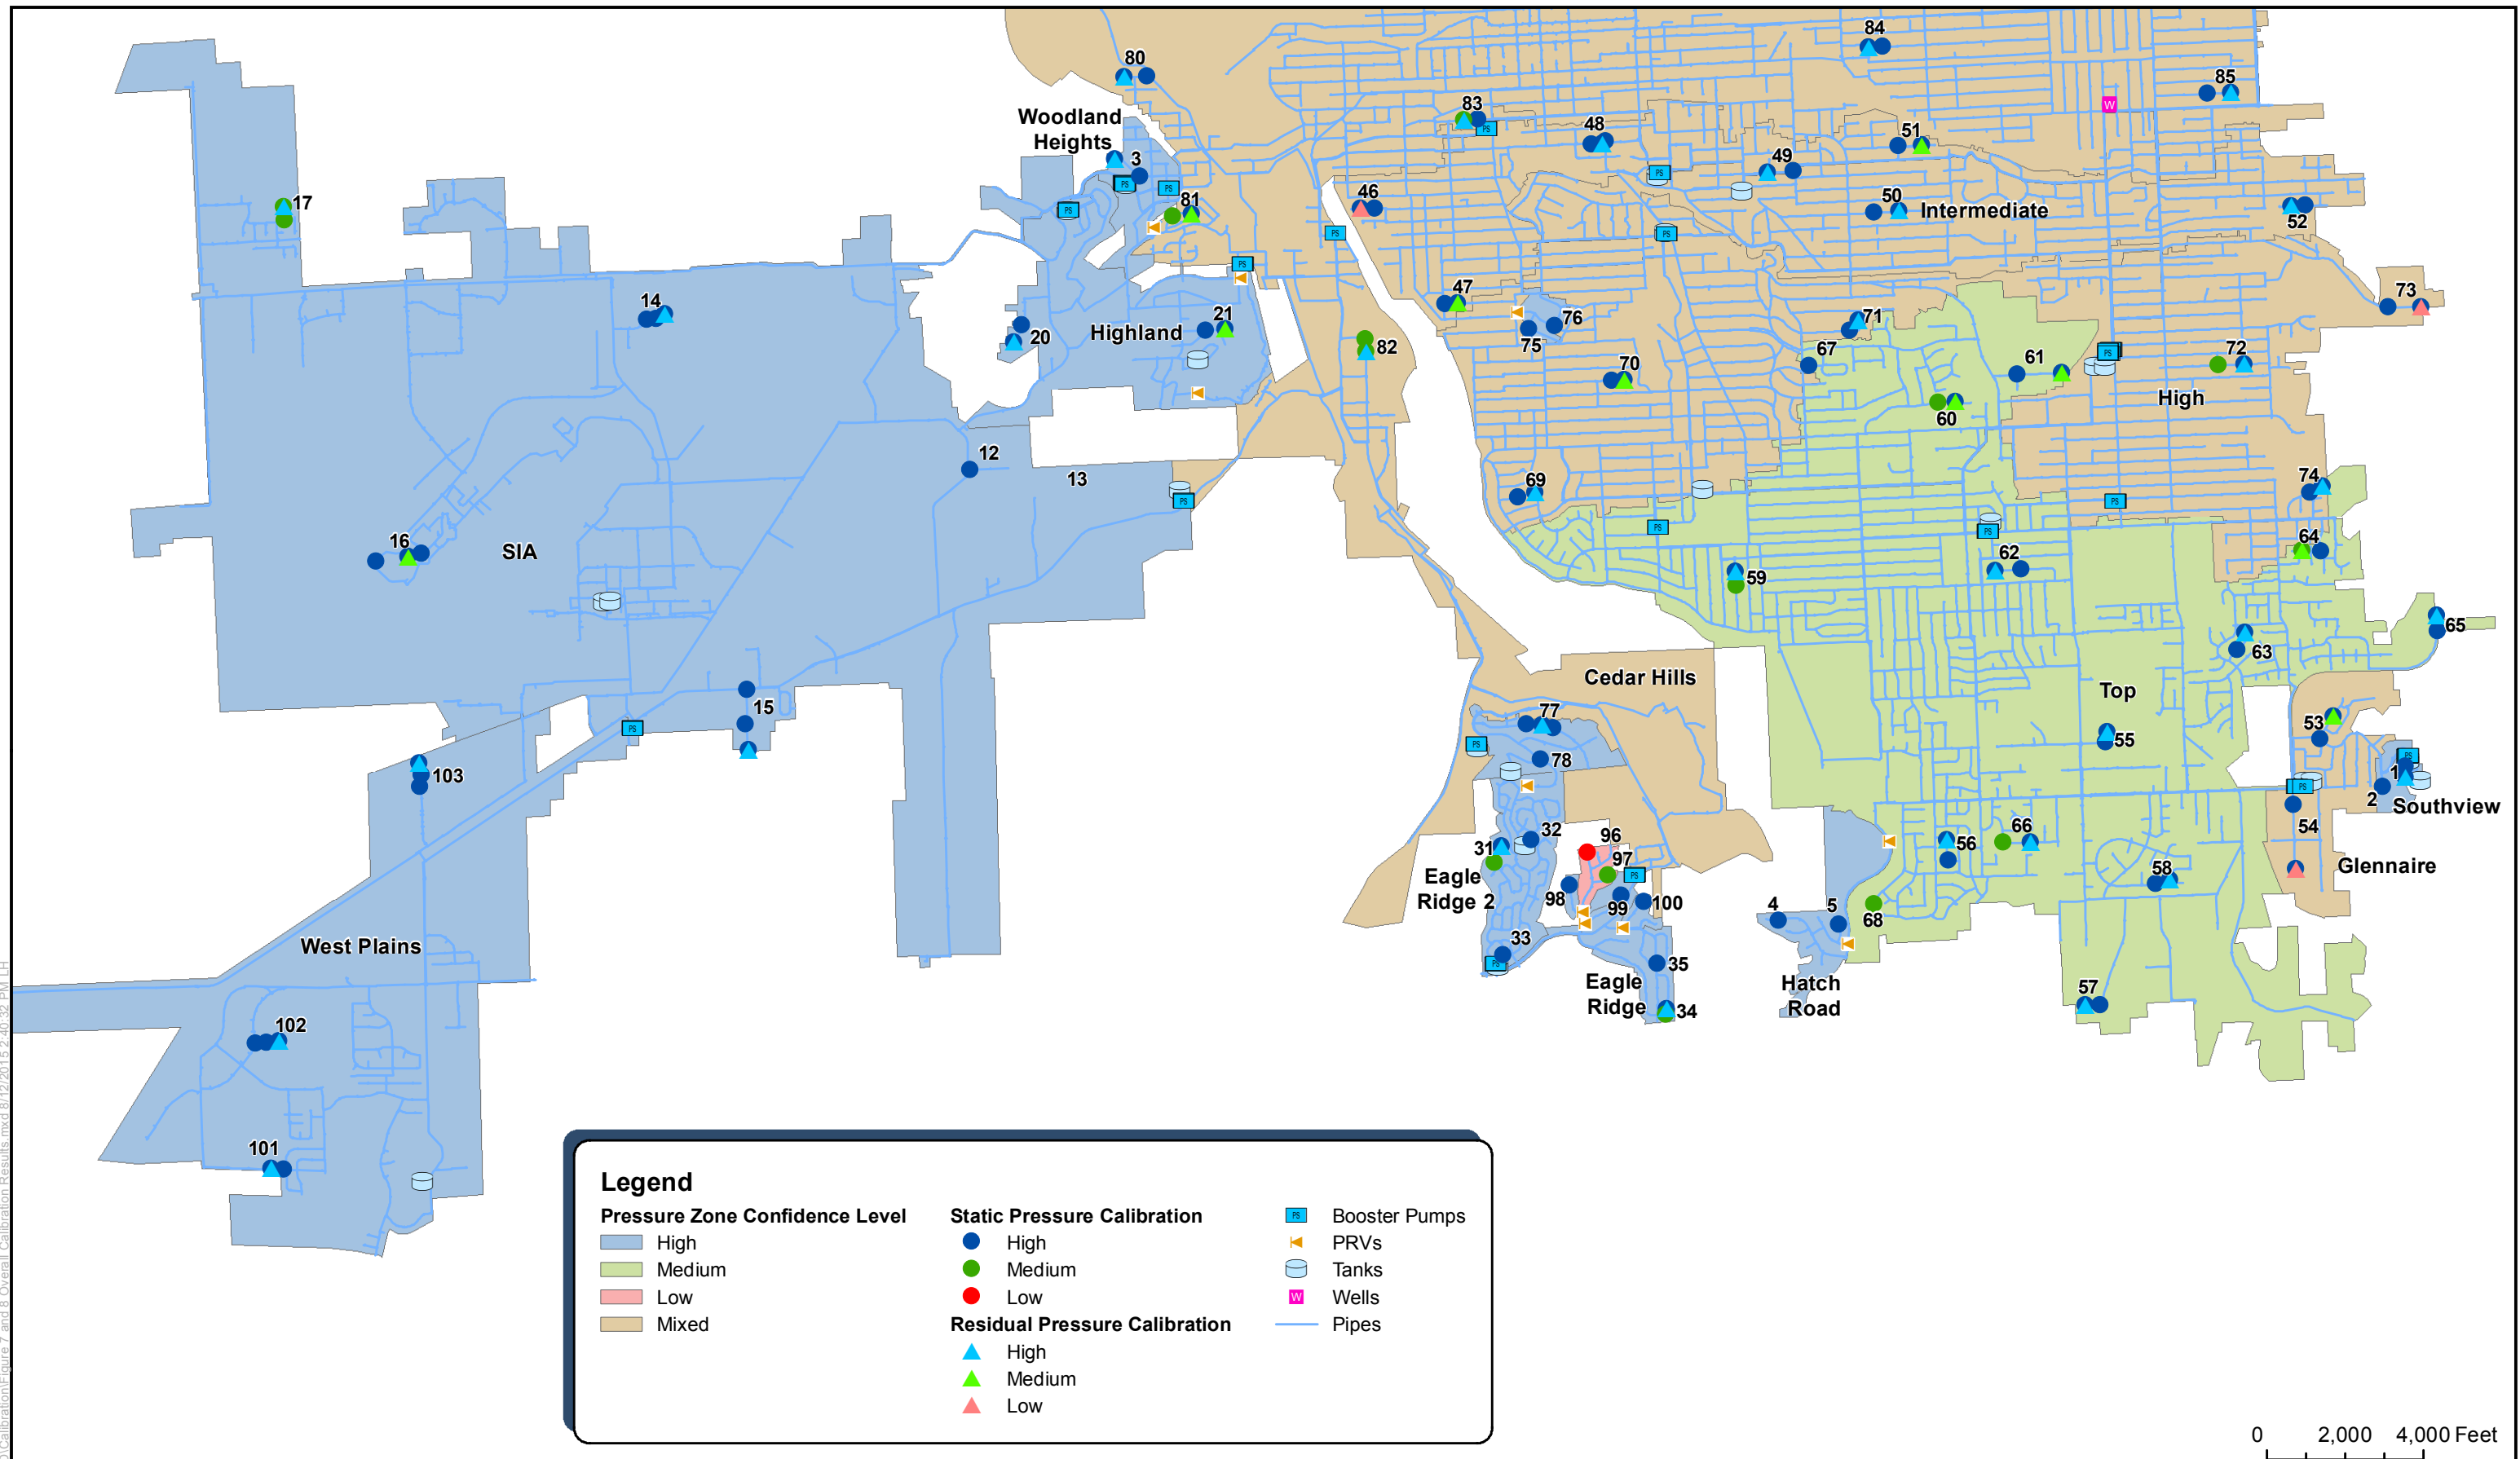 84
80
85
83
Woodland
Heights
48
51
3
49
17
46
81
50
Intermediate
52
47
73
14
21
76
71
Highland
20
75
82
67
61
72
70
60
High
12
13
69
74
16
SIA
64
62
59
65
63
Cedar Hills
Top
15
77
53
55
78
103
1
2
Southview
32
96
66
54
31
97
56
Eagle
Ridge 2
58
Glennaire
98
99
100
4
5
68
West Plains
33
35
Eagle
Ridge
Hatch
Road
57
34
102
101
Legend
Pressure Zone Confidence Level
High
Medium
Low
Mixed
Static Pressure Calibration
High
Medium
Low
Residual Pressure Calibration
High
Medium
Low
PS Booster Pumps
PRVs
Tanks
W Wells
Pipes
0 2,000 4,000 Feet